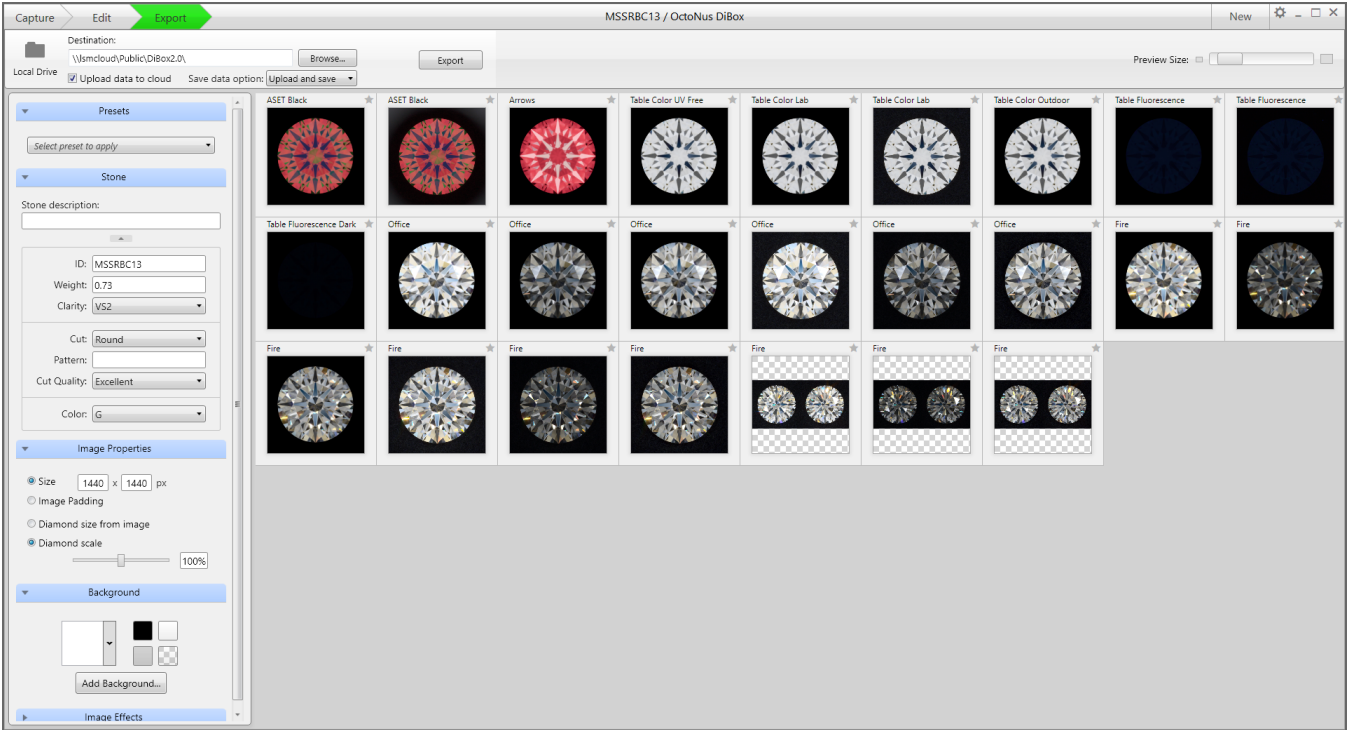 Capture Edit Export MSSRBC13 / OctoNus DiBox New
Destination:
\\lsmcloud\Public\DiBox2.0\ Browse... Export
Local Drive
Upload data to cloud Save data option: Upload and save
Preview Size:
Presets
Select preset to apply
Stone
Stone description:
ID: MSSRBC13
Weight: 0.73
Clarity: VS2
Cut: Round
Pattern:
Cut Quality: Excellent
Color: G
Image Properties
Size 1440 x 1440 px
Image Padding
Diamond size from image
Diamond scale
100%
Background
Add Background...
Image Effects
ASET Black ASET Black Arrows Table Color UV Free Table Color Lab Table Color Lab Table Color Outdoor Table Fluorescence Table Fluorescence
Table Fluorescence Dark Office Office Office Office Office Office Fire Fire
Fire Fire Fire Fire Fire Fire Fire